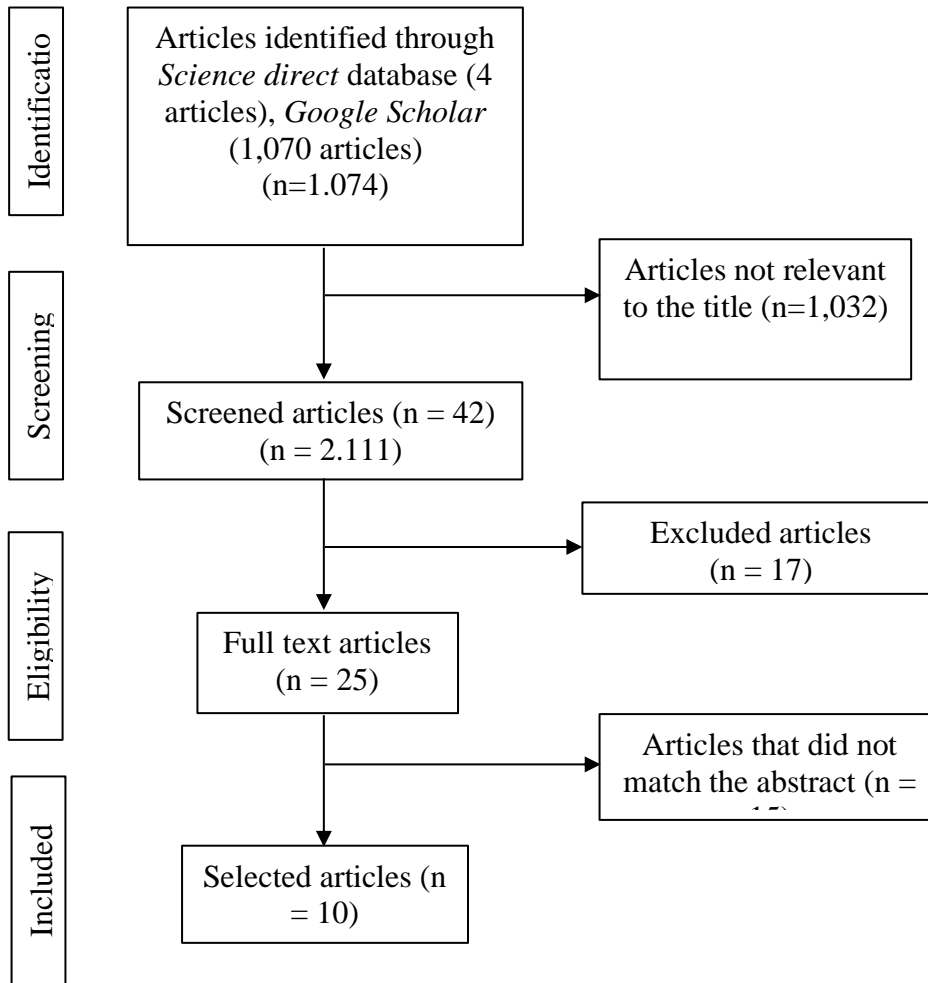 Identificatio
Articles identified through
Science direct database (4
articles), Google Scholar
(1,070 articles)
(n=1.074)
Articles not relevant
to the title (n=1,032)
Screening
Screened articles (n = 42)
(n = 2.111)
Excluded articles
(n = 17)
Eligibility
Full text articles
(n = 25)
Articles that did not
match the abstract (n =
Included
Selected articles (n
= 10)